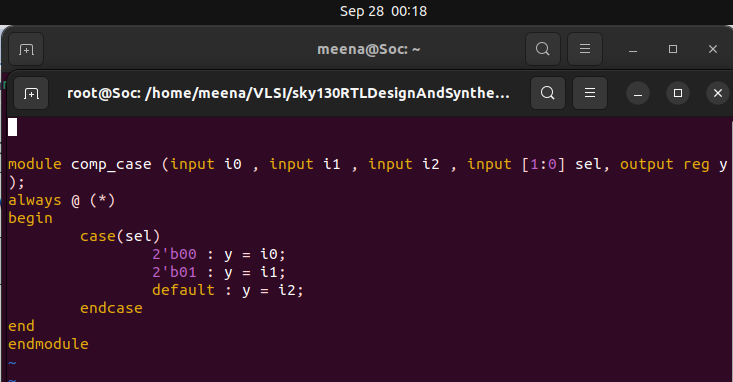 Sep 28 00:18
meena@Soc: ~
root@Soc: /home/meena/VLSI/sky130RTLDesignAndSynthe...
module comp_case (input i0 , input i1 , input i2 , input [1:0] sel, output reg y
);
always @ (*)
begin
        case(sel)
                2'b00 : y = i0;
                2'b01 : y = i1;
                default : y = i2;
        endcase
end
endmodule
~
~